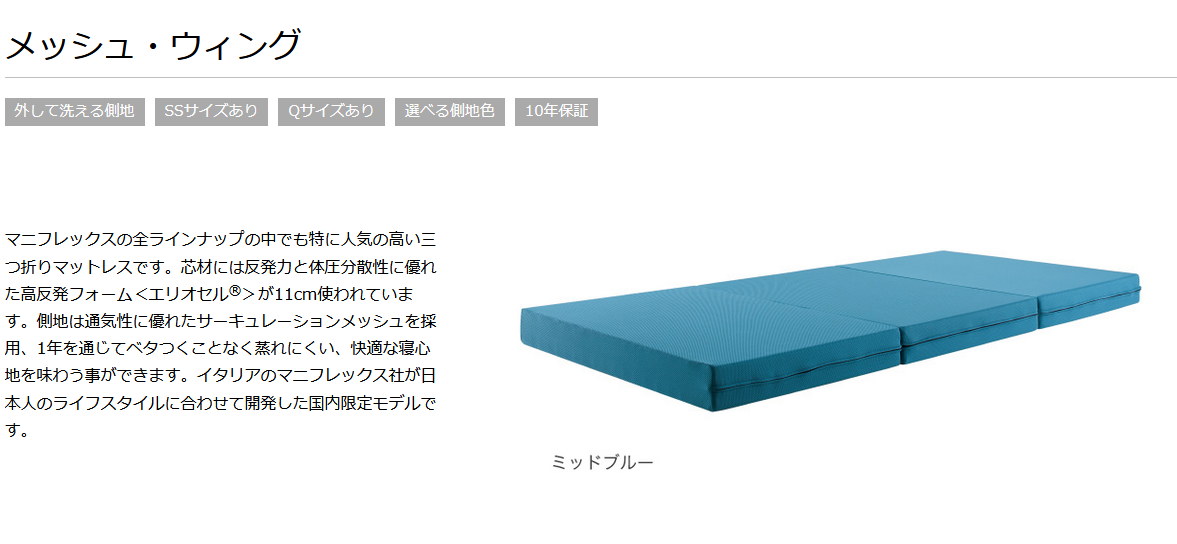 メッシュ・ウィング
外して洗える側地 SSサイズあり Qサイズあり 選べる側地色 10年保証
マニフレックスの全ラインナップの中でも特に人気の高い三
つ折りマットレスです。芯材には反発力と体圧分散性に優れ
た高反発フォーム＜エリオセル®＞が11cm使われていま
す。側地は通気性に優れたサーキュレーションメッシュを採
用、1年を通じてベタつくことなく蒸れにくい、快適な寝心
地を味わう事ができます。イタリアのマニフレックス社が日
本人のライフスタイルに合わせて開発した国内限定モデルで
す。
ミッドブルー